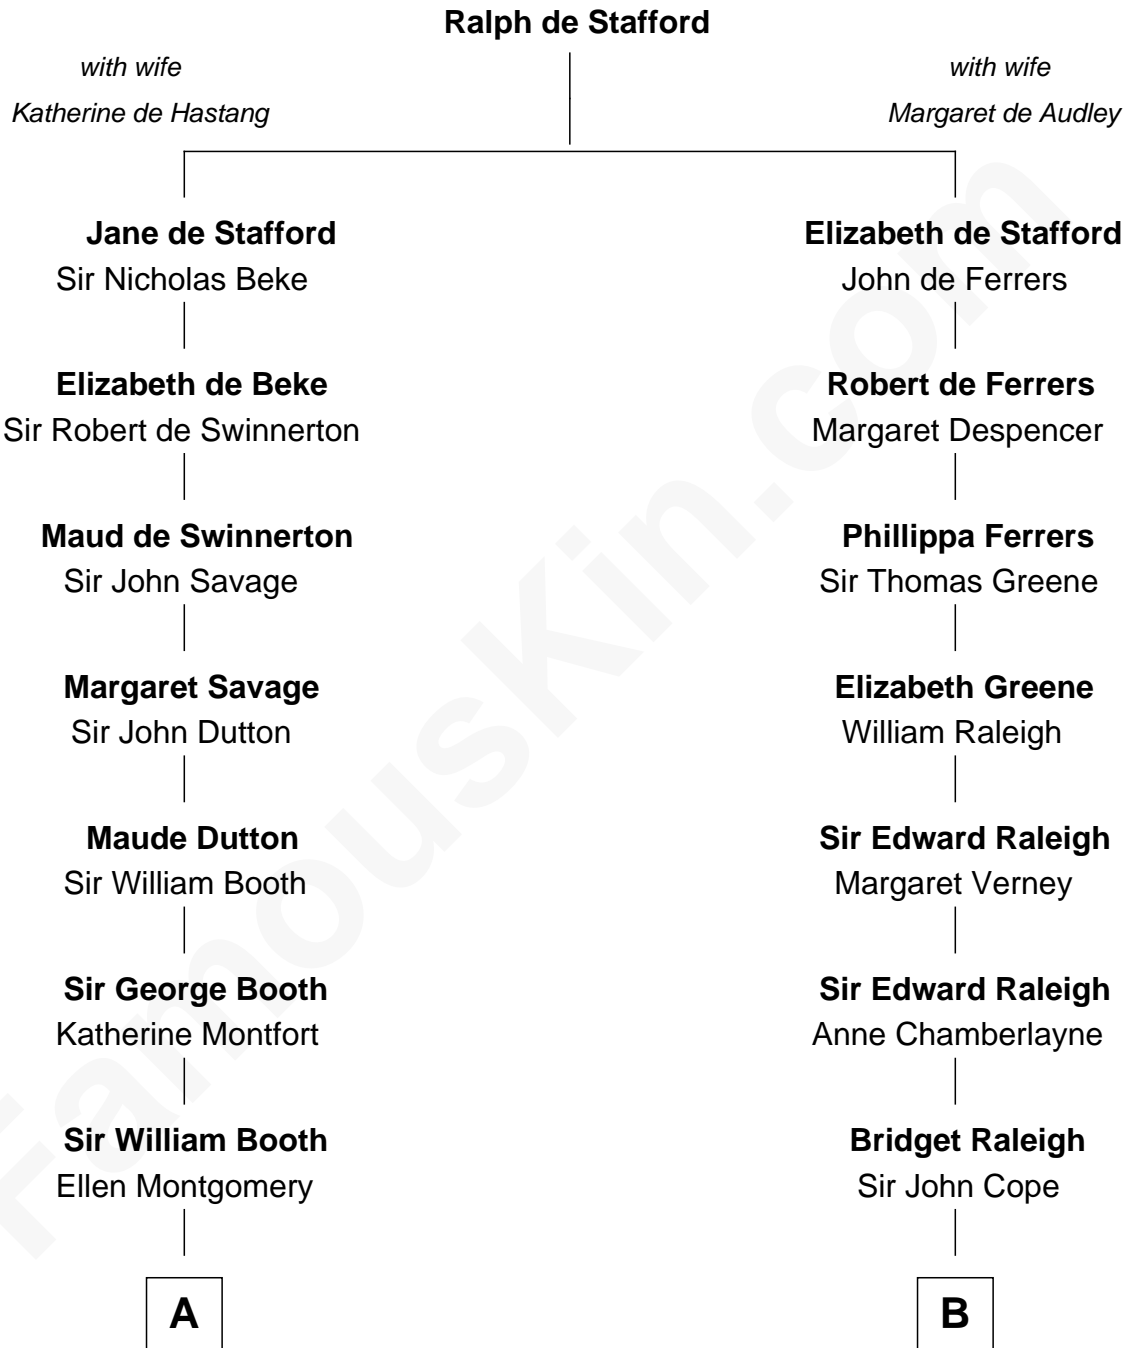 Ralph de Stafford
with wife
Katherine de Hastang
with wife
Margaret de Audley
Jane de Stafford
Sir Nicholas Beke
Elizabeth de Stafford
John de Ferrers
Elizabeth de Beke
Sir Robert de Swinnerton
Robert de Ferrers
Margaret Despencer
Maud de Swinnerton
Sir John Savage
Phillippa Ferrers
Sir Thomas Greene
Margaret Savage
Sir John Dutton
Elizabeth Greene
William Raleigh
Maude Dutton
Sir William Booth
Sir Edward Raleigh
Margaret Verney
Sir George Booth
Katherine Montfort
Sir Edward Raleigh
Anne Chamberlayne
Sir William Booth
Ellen Montgomery
Bridget Raleigh
Sir John Cope
A
B
FamousKin.com